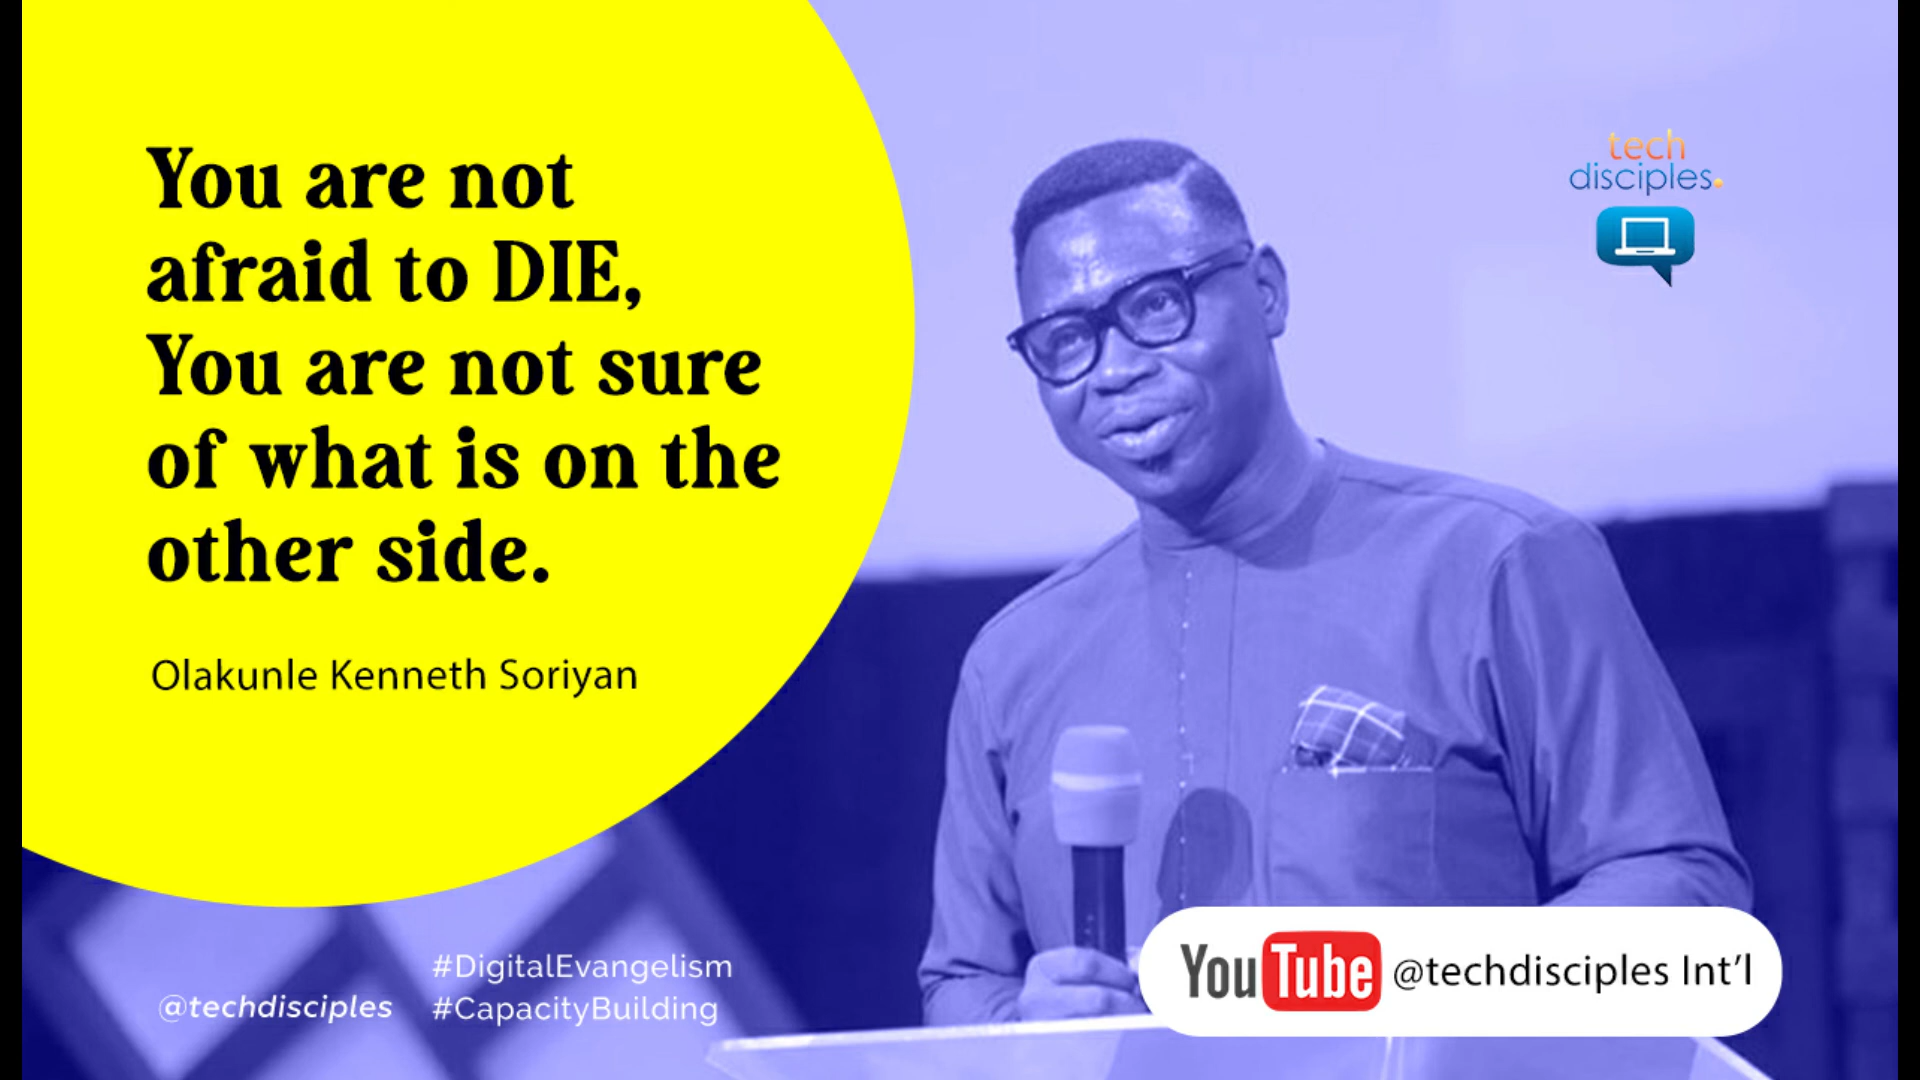 You are not
afraid to DIE,
You are not sure
of what is on the
other side.
Olakunle Kenneth Soriyan
tech
disciples.
@techdisciples
#DigitalEvangelism
#CapacityBuilding
YouTube @techdisciples Int'l